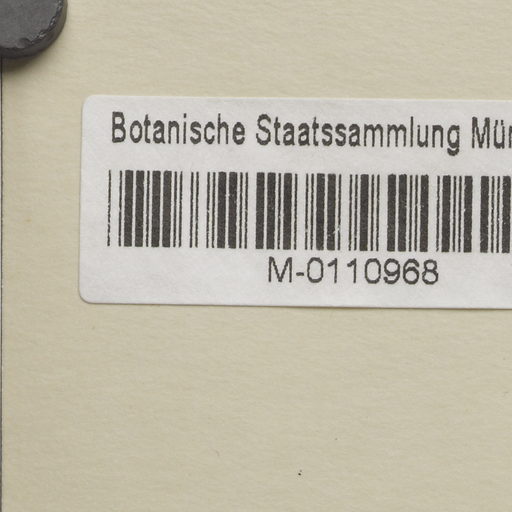 Botanische Staatssammlung Mün
M-0110968